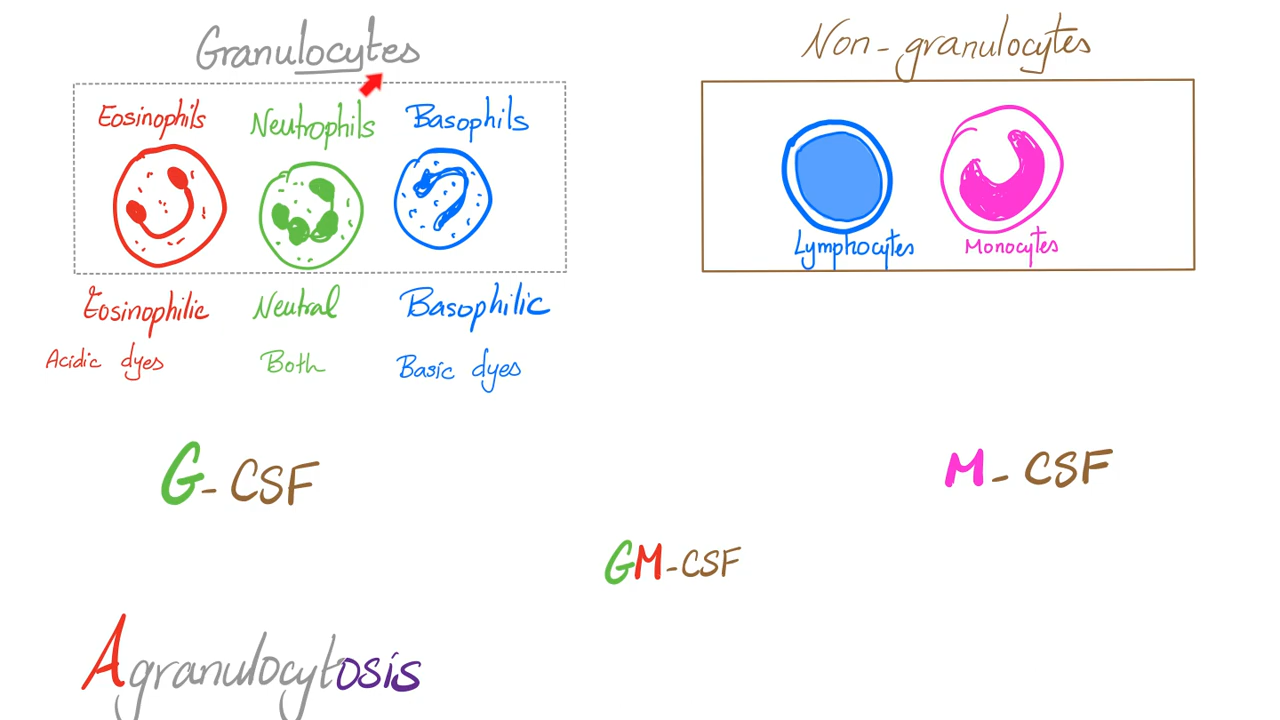 Granulocytes
Non-granulocytes
Eosinophils Neutrophils Basophils
Lymphocytes Monocytes
Eosinophilic Neutral Basophilic
Acidic dyes Both Basic dyes
G-CSF
M-CSF
GM-CSF
Agranulocytosis